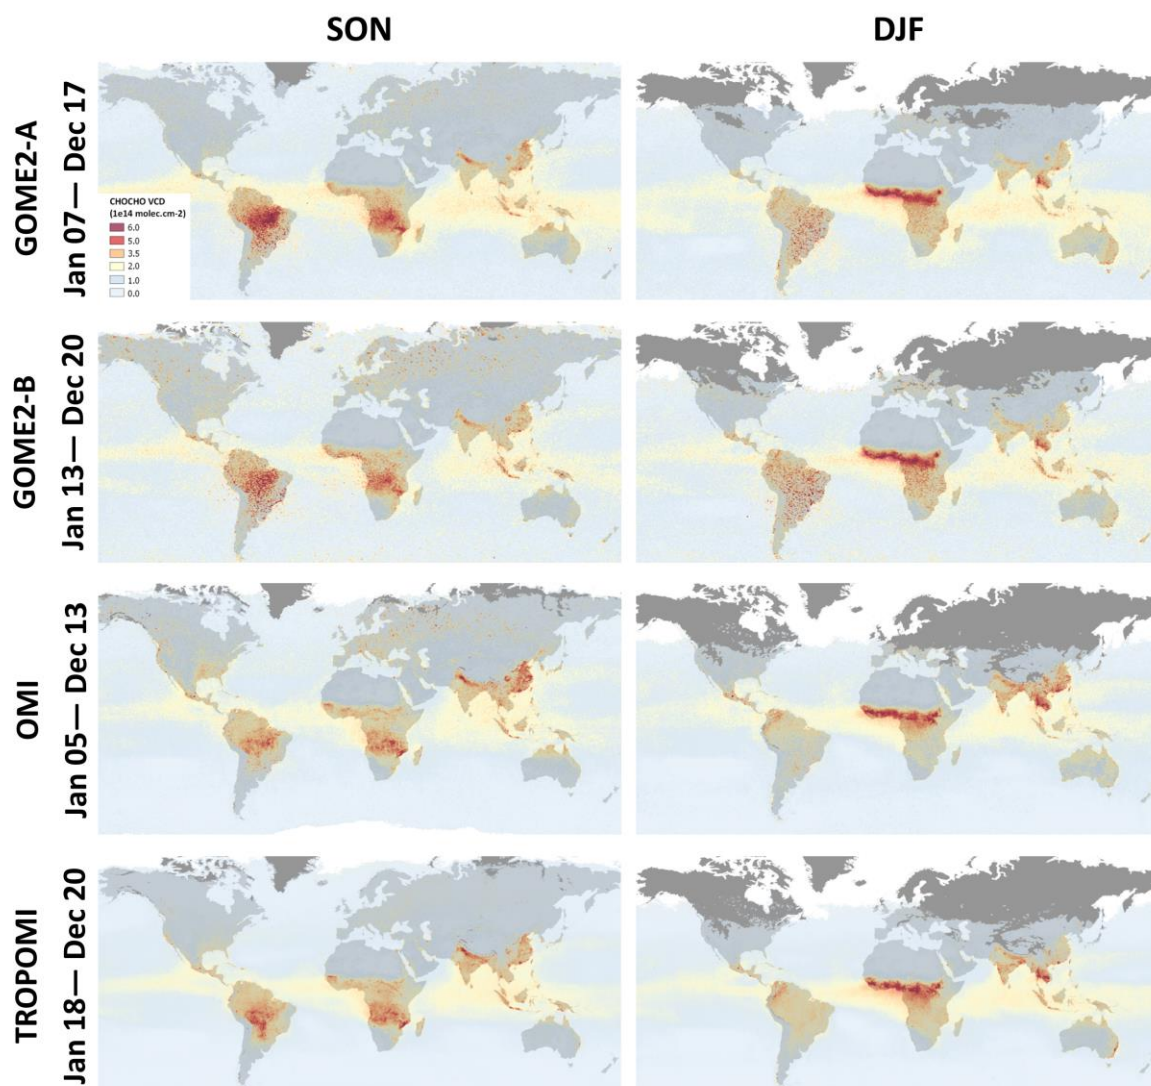 SON
DJF
GOME2-A
Jan 07— Dec 17
CHOCHO VCD
(1e14 molec.cm-2)
6.0
5.0
3.5
2.0
1.0
0.0
GOME2-B
Jan 13— Dec 20
OMI
Jan 05— Dec 13
TROPOMI
Jan 18— Dec 20